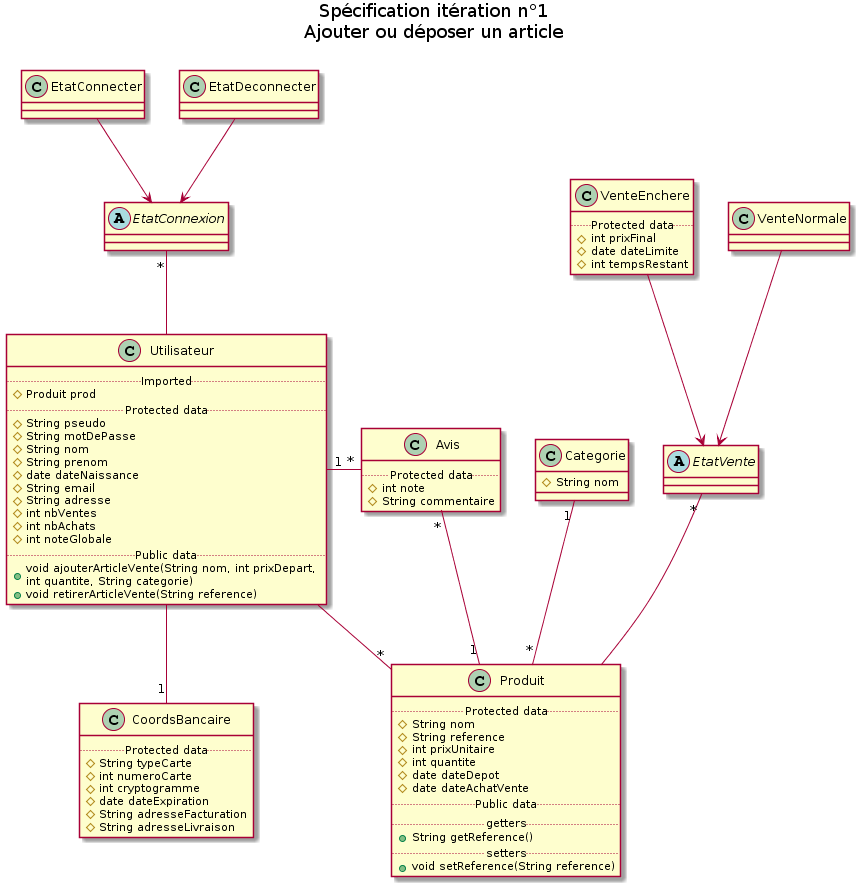 Spécification itération n°1
Ajouter ou déposer un article
C EtatConnecter
C EtatDeconnecter
A EtatConnexion
*
C VenteEnchere
Protected data
int prixFinal
date dateLimite
int tempsRestant
C VenteNormale
C Utilisateur
Imported
Produit prod
Protected data
String pseudo
String motDePasse
String nom
String prenom
date dateNaissance
String email
String adresse
int nbVentes
int nbAchats
int noteGlobale
Public data
void ajouterArticleVente(String nom, int prixDepart,
int quantite, String categorie)
void retirerArticleVente(String reference)
1 *
C Avis
Protected data
int note
String commentaire
*
C Categorie
String nom
1
A EtatVente
*
1
*
1
*
C CoordsBancaire
Protected data
String typeCarte
int numeroCarte
int cryptogramme
date dateExpiration
String adresseFacturation
String adresseLivraison
C Produit
Protected data
String nom
String reference
int prixUnitaire
int quantite
date dateDepot
date dateAchatVente
Public data
getters
String getReference()
setters
void setReference(String reference)